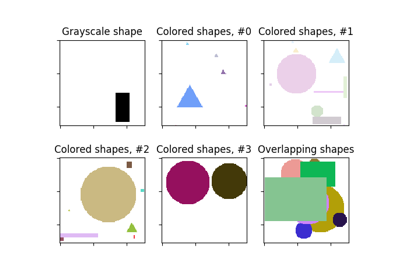 Grayscale shape
Colored shapes, #0
Colored shapes, #1
Colored shapes, #2
Colored shapes, #3
Overlapping shapes